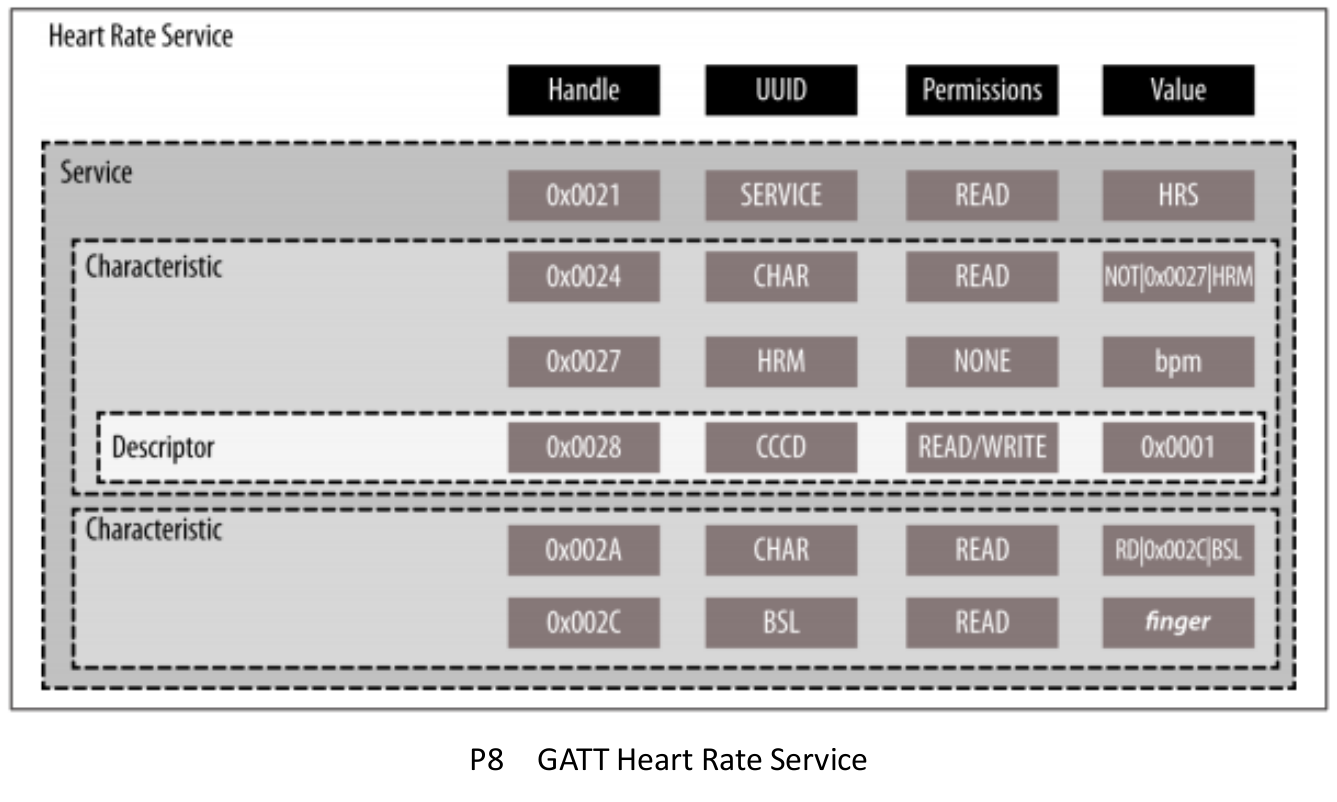 Heart Rate Service
Handle UUID Permissions Value
Service
0x0021 SERVICE READ HRS
Characteristic
0x0024 CHAR READ NOT|0x0027|HRM
0x0027 HRM NONE bpm
Descriptor 0x0028 CCCD READ/WRITE 0x0001
Characteristic
0x002A CHAR READ RD|0x002C|BSL
0x002C BSL READ finger
P8 GATT Heart Rate Service